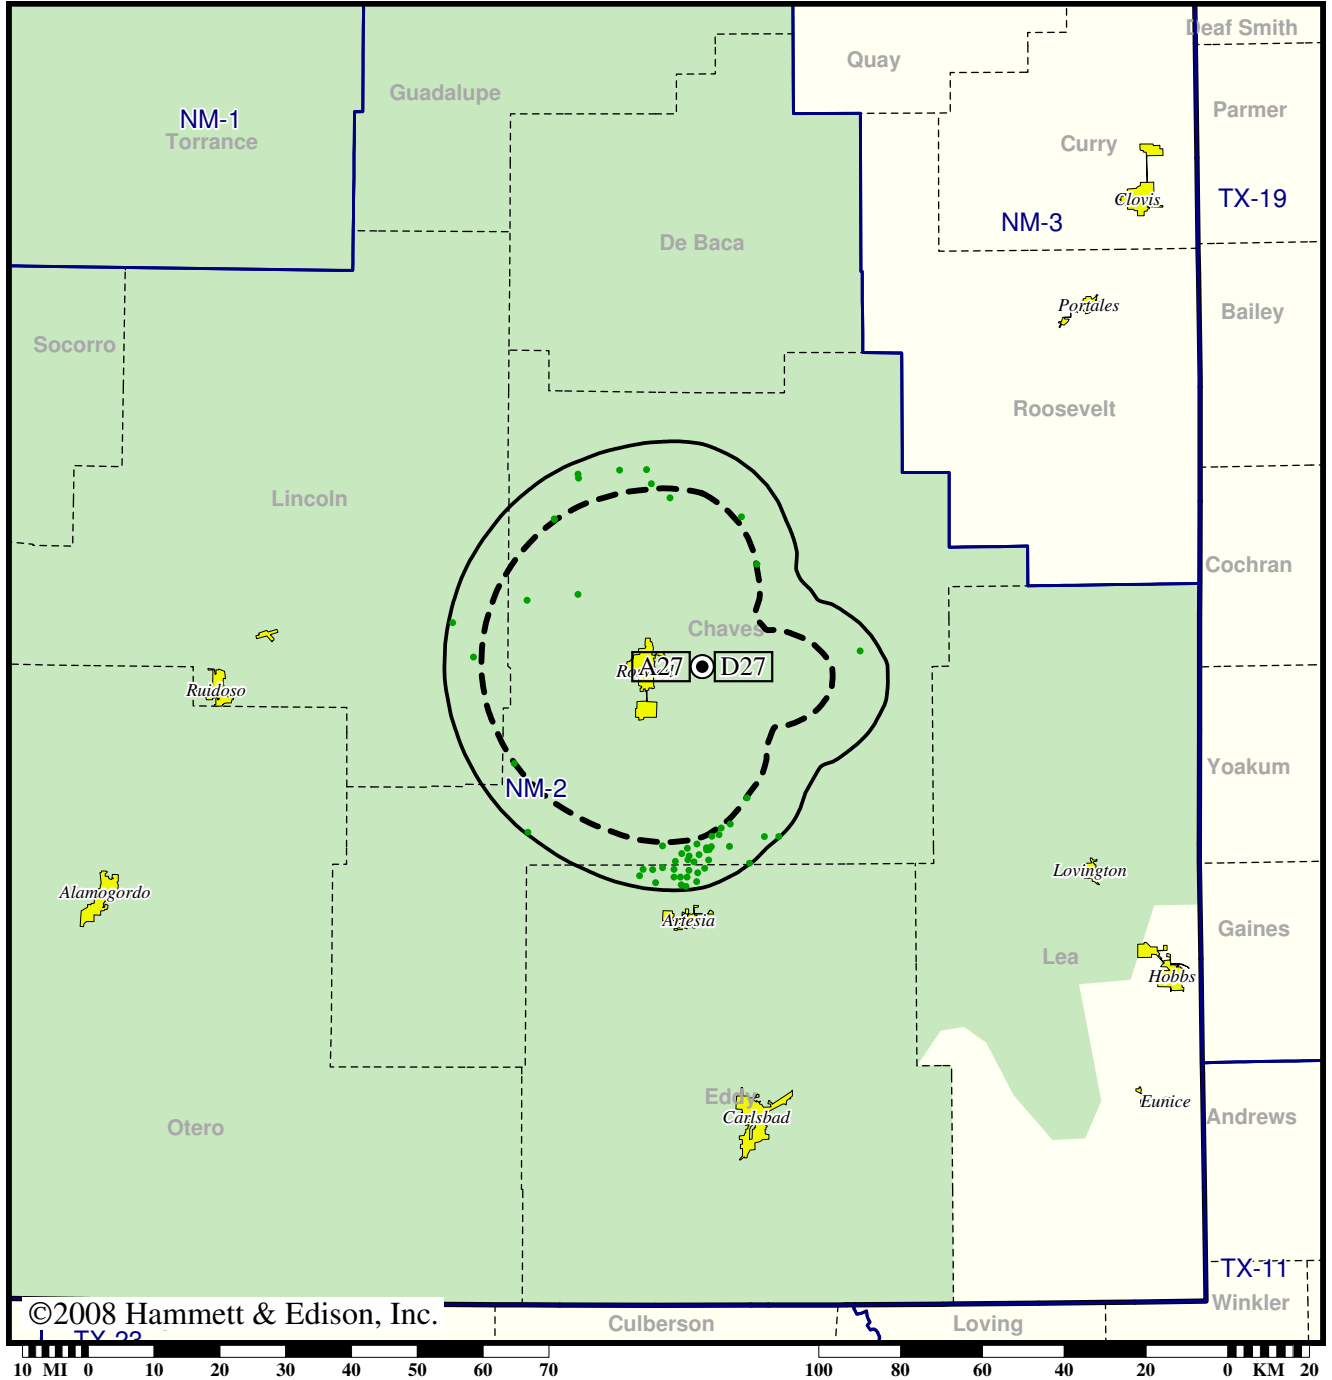 Deaf Smith
Quay
Guadalupe
Parmer
NM-1
Torrance
Curry
Clovis
TX-19
NM-3
De Baca
Portales
Bailey
Socorro
Roosevelt
Lincoln
Cochran
Chaves
A27
D27
Ruidoso
Yoakum
NM-2
Lovington
Alamogordo
Artesia
Gaines
Lea
Hobbs
Eddy
Eunice
Carlsbad
Andrews
Otero
TX-11
Winkler
©2008 Hammett & Edison, Inc.
Culberson
Loving
TX-23
10 MI 0 10 20 30 40 50 60 70
100 80 60 40 20 0 KM 20